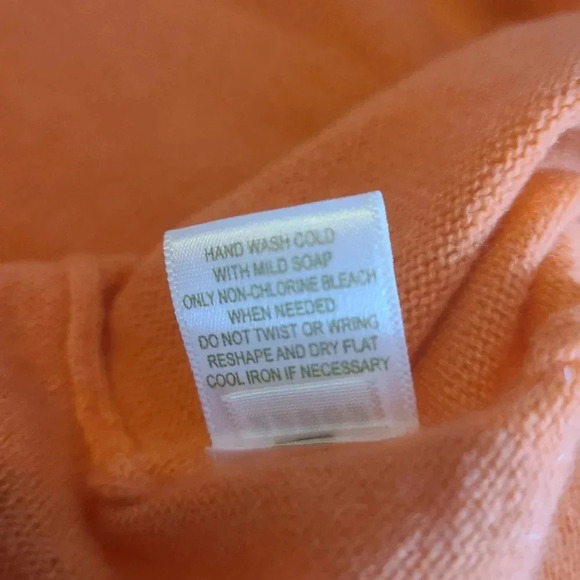 HAND WASH COLD
WITH MILD SOAP
ONLY NON-CHLORINE BLEACH
WHEN NEEDED
DO NOT TWIST OR WRING
RESHAPE AND DRY FLAT
COOL IRON IF NECESSARY